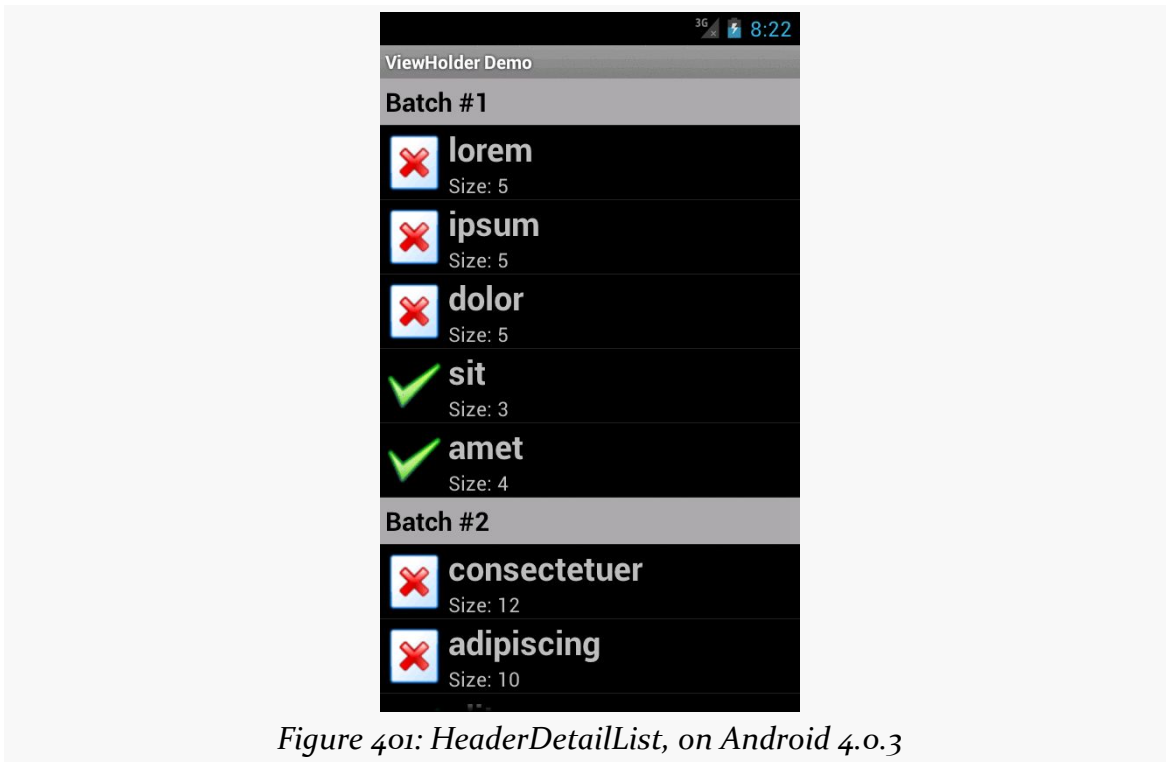 3G 8:22
ViewHolder Demo
Batch #1
lorem
Size: 5
ipsum
Size: 5
dolor
Size: 5
sit
Size: 3
amet
Size: 4
Batch #2
consectetuer
Size: 12
adipiscing
Size: 10
Figure 401: HeaderDetailList, on Android 4.0.3